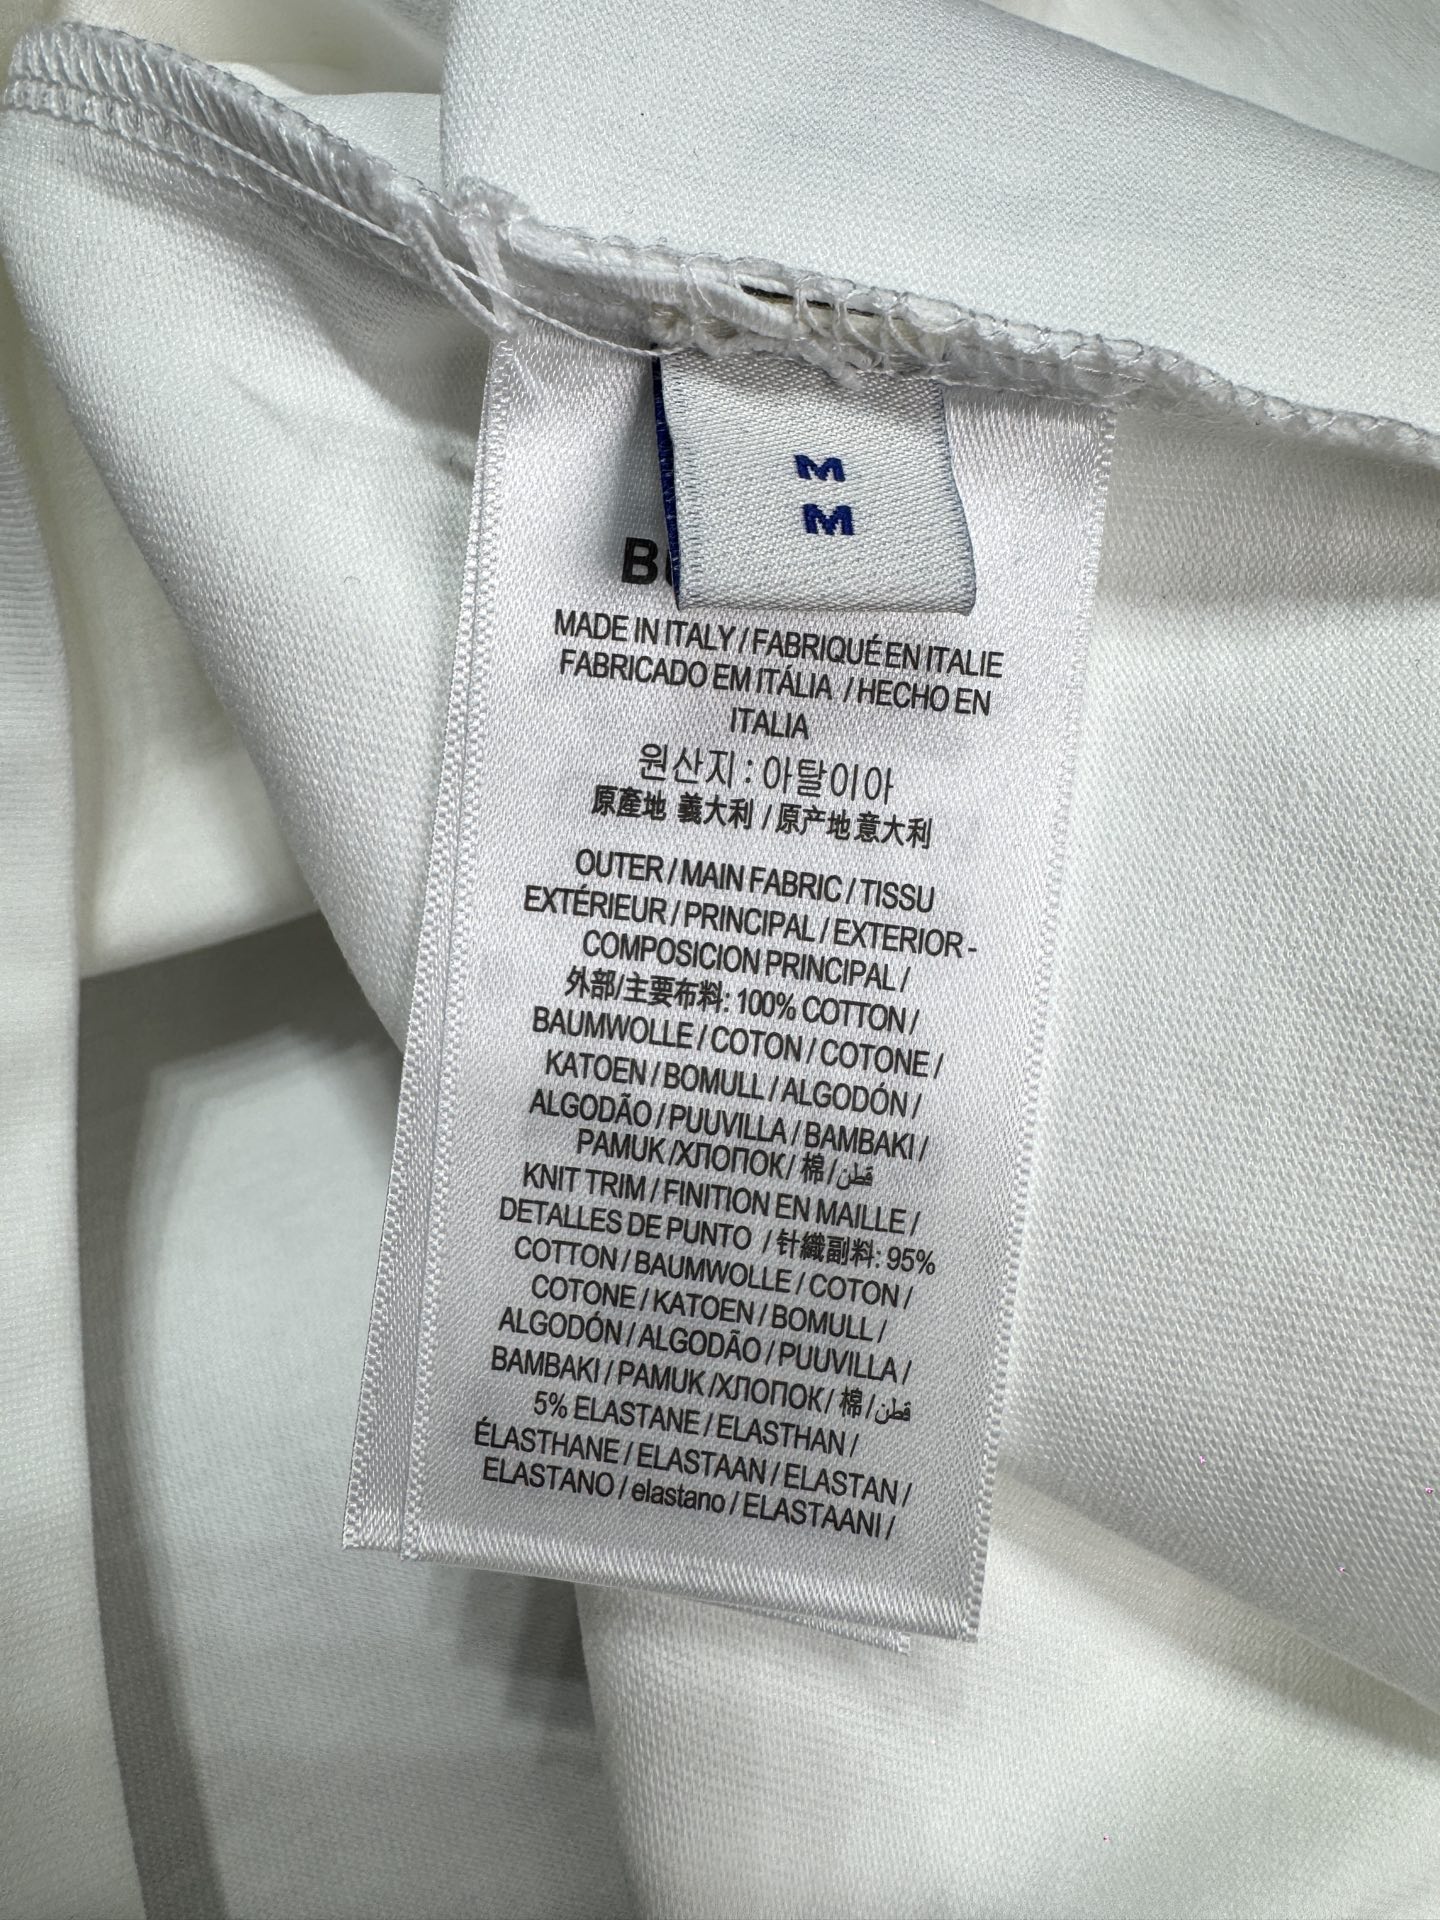 M
M
MADE IN ITALY / FABRIQUÉ EN ITALIE
FABRICADO EM ITÁLIA / HECHO EN
ITALIA
원산지 : 아탈이아
原產地 義大利 / 原产地意大利
OUTER / MAIN FABRIC / TISSU
EXTÉRIEUR / PRINCIPAL / EXTERIOR -
COMPOSICION PRINCIPAL /
外部/主要布料: 100% COTTON /
BAUMWOLLE / COTON / COTONE /
KATOEN / BOMULL / ALGODÓN /
ALGODÃO / PUUVILLA / BAMBAKI /
PAMUK /ХЛОПОК/ 棉 / قطن
KNIT TRIM / FINITION EN MAILLE /
DETALLES DE PUNTO / 针織副料: 95%
COTTON / BAUMWOLLE / COTON /
COTONE / KATOEN / BOMULL /
ALGODÓN / ALGODÃO / PUUVILLA /
BAMBAKI / PAMUK /ХЛОПОК/ 棉 / قطن
5% ELASTANE / ELASTHAN /
ÉLASTHANE / ELASTAAN / ELASTAN /
ELASTANO / elastano / ELASTAANI /